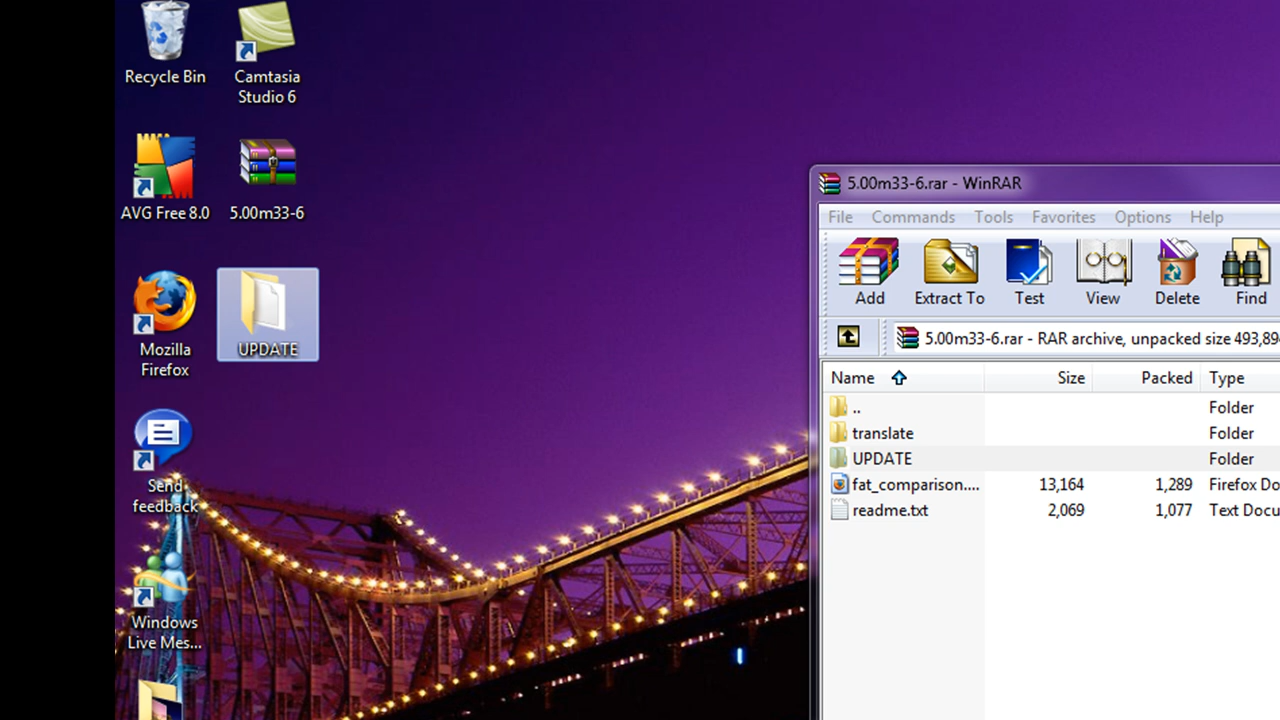 Recycle Bin
Camtasia
Studio 6
AVG Free 8.0
5.00m33-6
Mozilla
Firefox
UPDATE
Send
feedback
Windows
Live Mes...
5.00m33-6.rar - WinRAR
File Commands Tools Favorites Options Help
Add Extract To Test View Delete Find
5.00m33-6.rar - RAR archive, unpacked size 493,89
Name Size Packed Type
.. Folder
translate Folder
UPDATE Folder
fat_comparison.... 13,164 1,289 Firefox Do
readme.txt 2,069 1,077 Text Docu